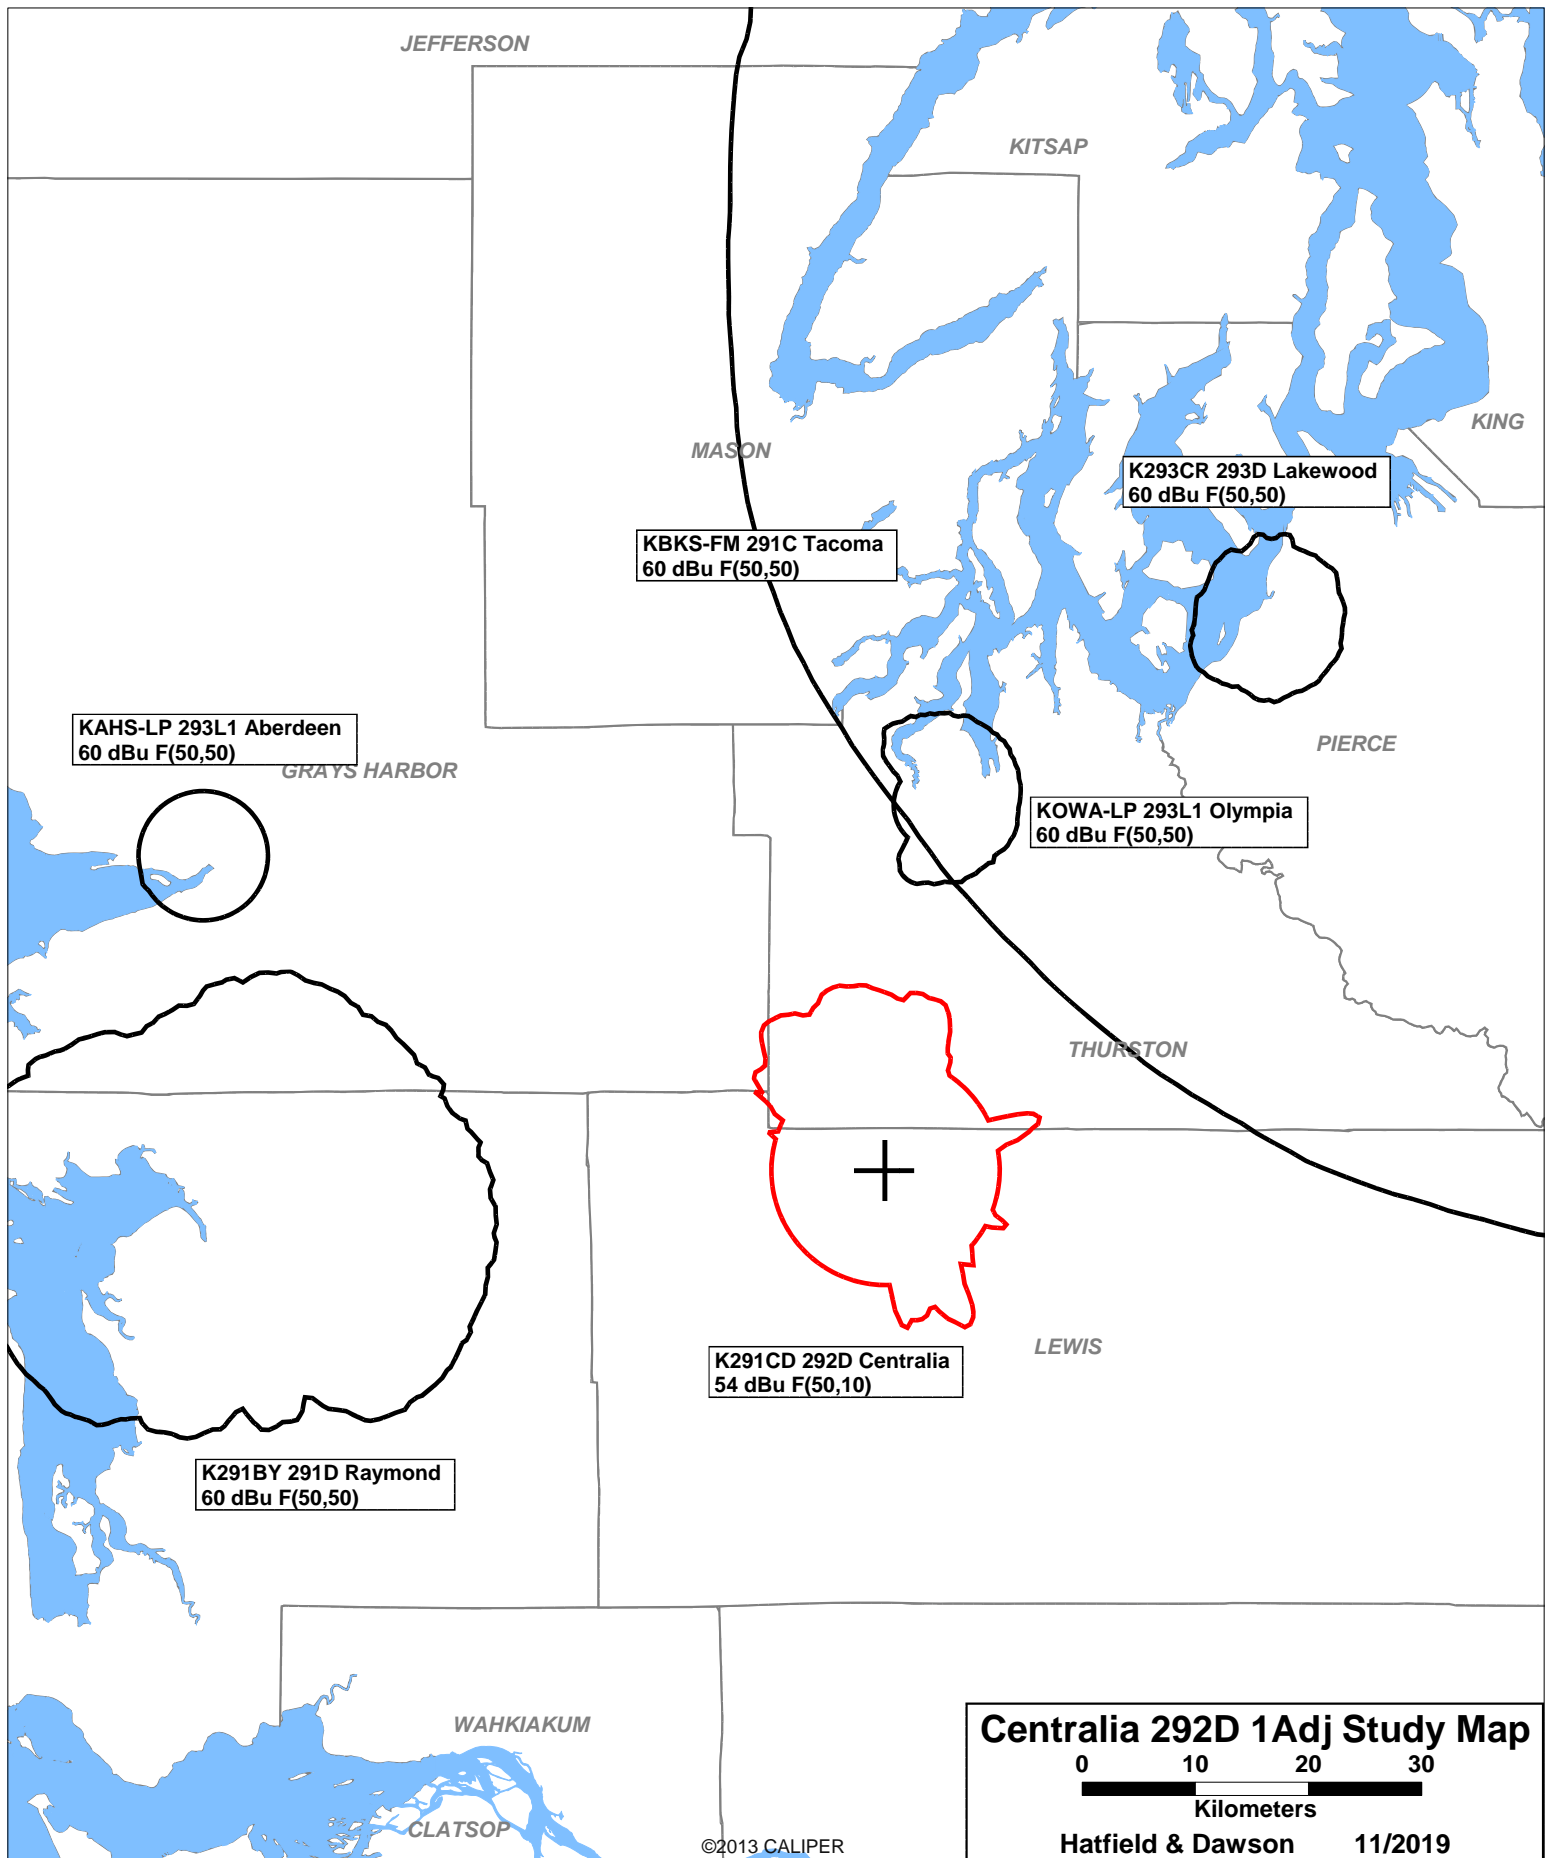 JEFFERSON
KITSAP
KING
MASON
K293CR 293D Lakewood
60 dBu F(50,50)
KBKS-FM 291C Tacoma
60 dBu F(50,50)
KAHS-LP 293L1 Aberdeen
60 dBu F(50,50)
GRAYS HARBOR
PIERCE
KOWA-LP 293L1 Olympia
60 dBu F(50,50)
THURSTON
LEWIS
K291CD 292D Centralia
54 dBu F(50,10)
K291BY 291D Raymond
60 dBu F(50,50)
WAHKIAKUM
CLATSOP
©2013 CALIPER
Centralia 292D 1Adj Study Map
0 10 20 30
Kilometers
Hatfield & Dawson 11/2019